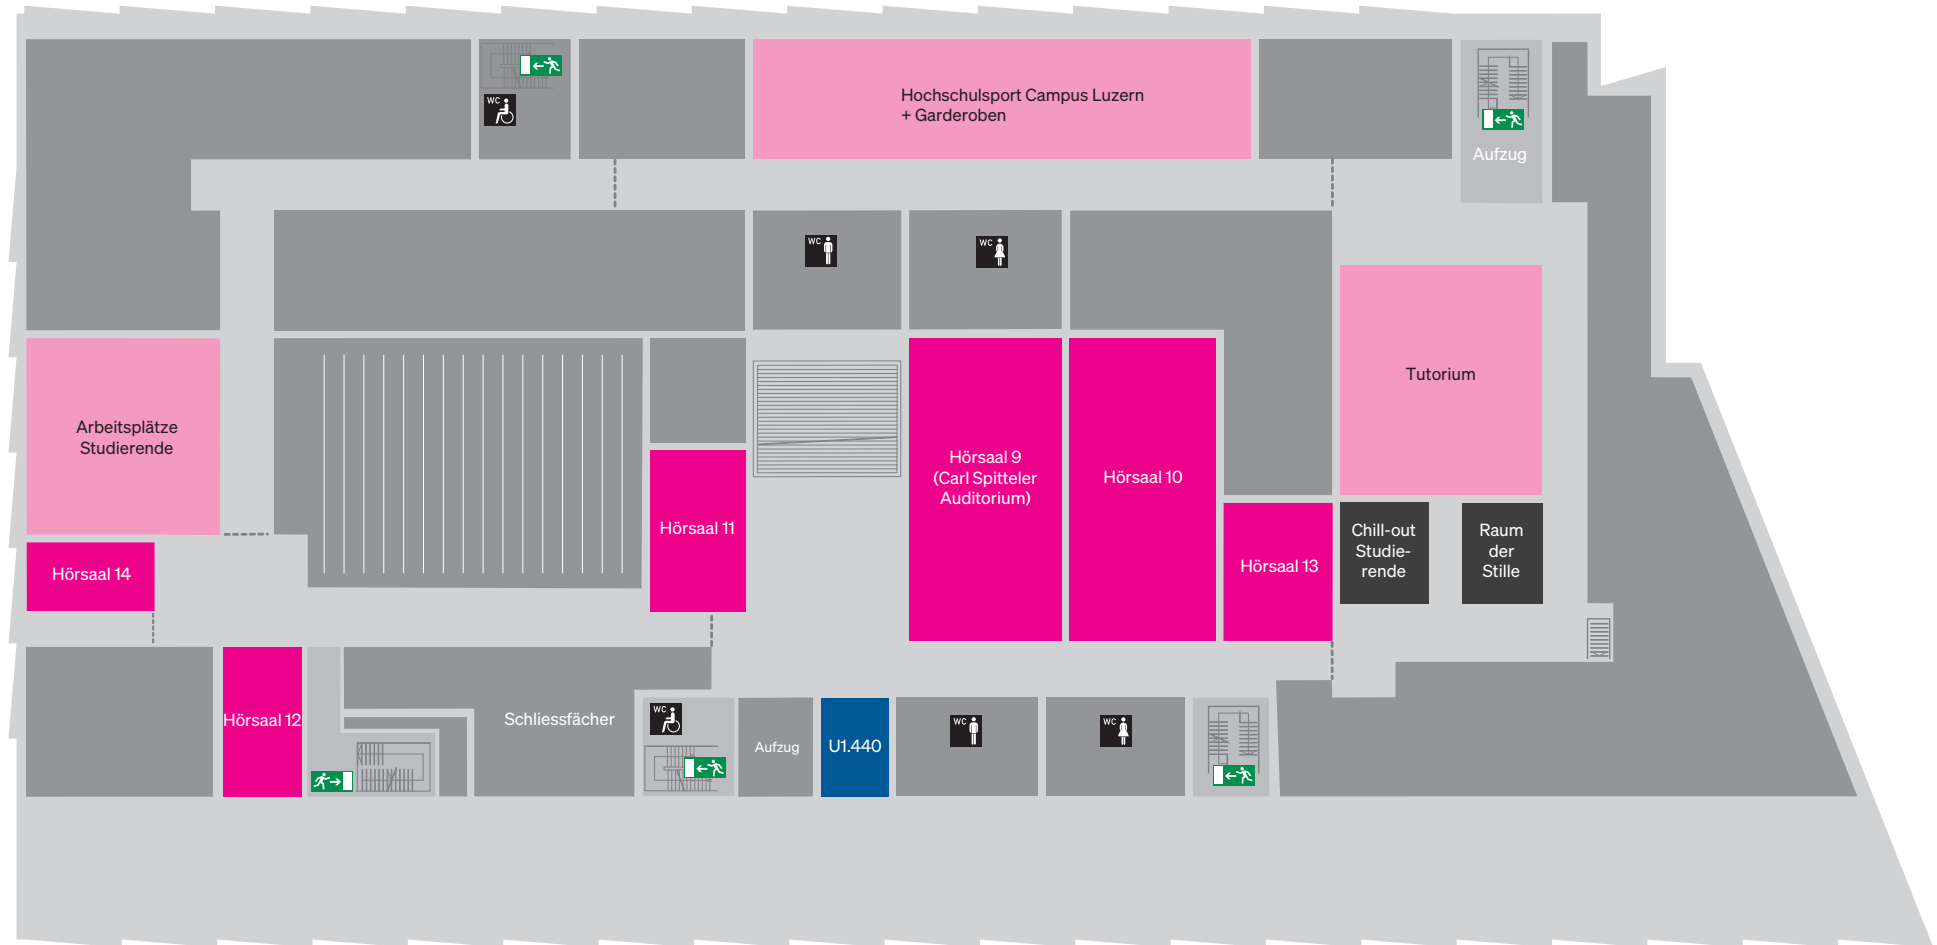 WC
Hochschulsport Campus Luzern
+ Garderoben
Aufzug
WC
WC
Tutorium
Arbeitsplätze
Studierende
Hörsaal 9
(Carl Spitteler
Auditorium)
Hörsaal 10
Hörsaal 11
Chill-out
Studie-
rende
Raum
der
Stille
Hörsaal 13
Hörsaal 14
Hörsaal 12
Schliessfächer
WC
Aufzug
U1.440
WC
WC